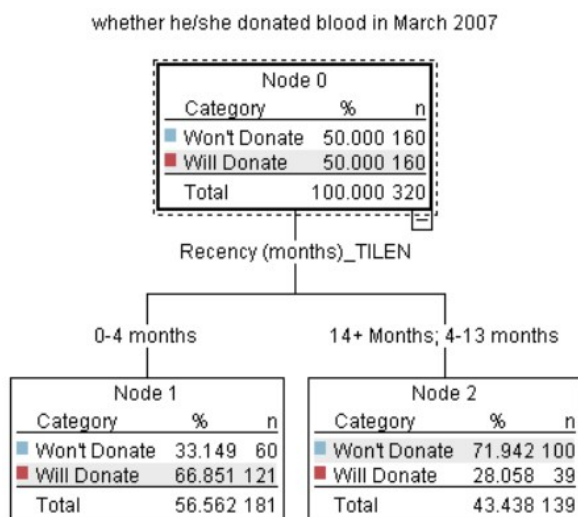 whether he/she donated blood in March 2007
Node 0
Category % n
Won't Donate 50.000 160
Will Donate 50.000 160
Total 100.000 320
Recency (months)_TILEN
0-4 months
14+ Months; 4-13 months
Node 1
Category % n
Won't Donate 33.149 60
Will Donate 66.851 121
Total 56.562 181
Node 2
Category % n
Won't Donate 71.942 100
Will Donate 28.058 39
Total 43.438 139